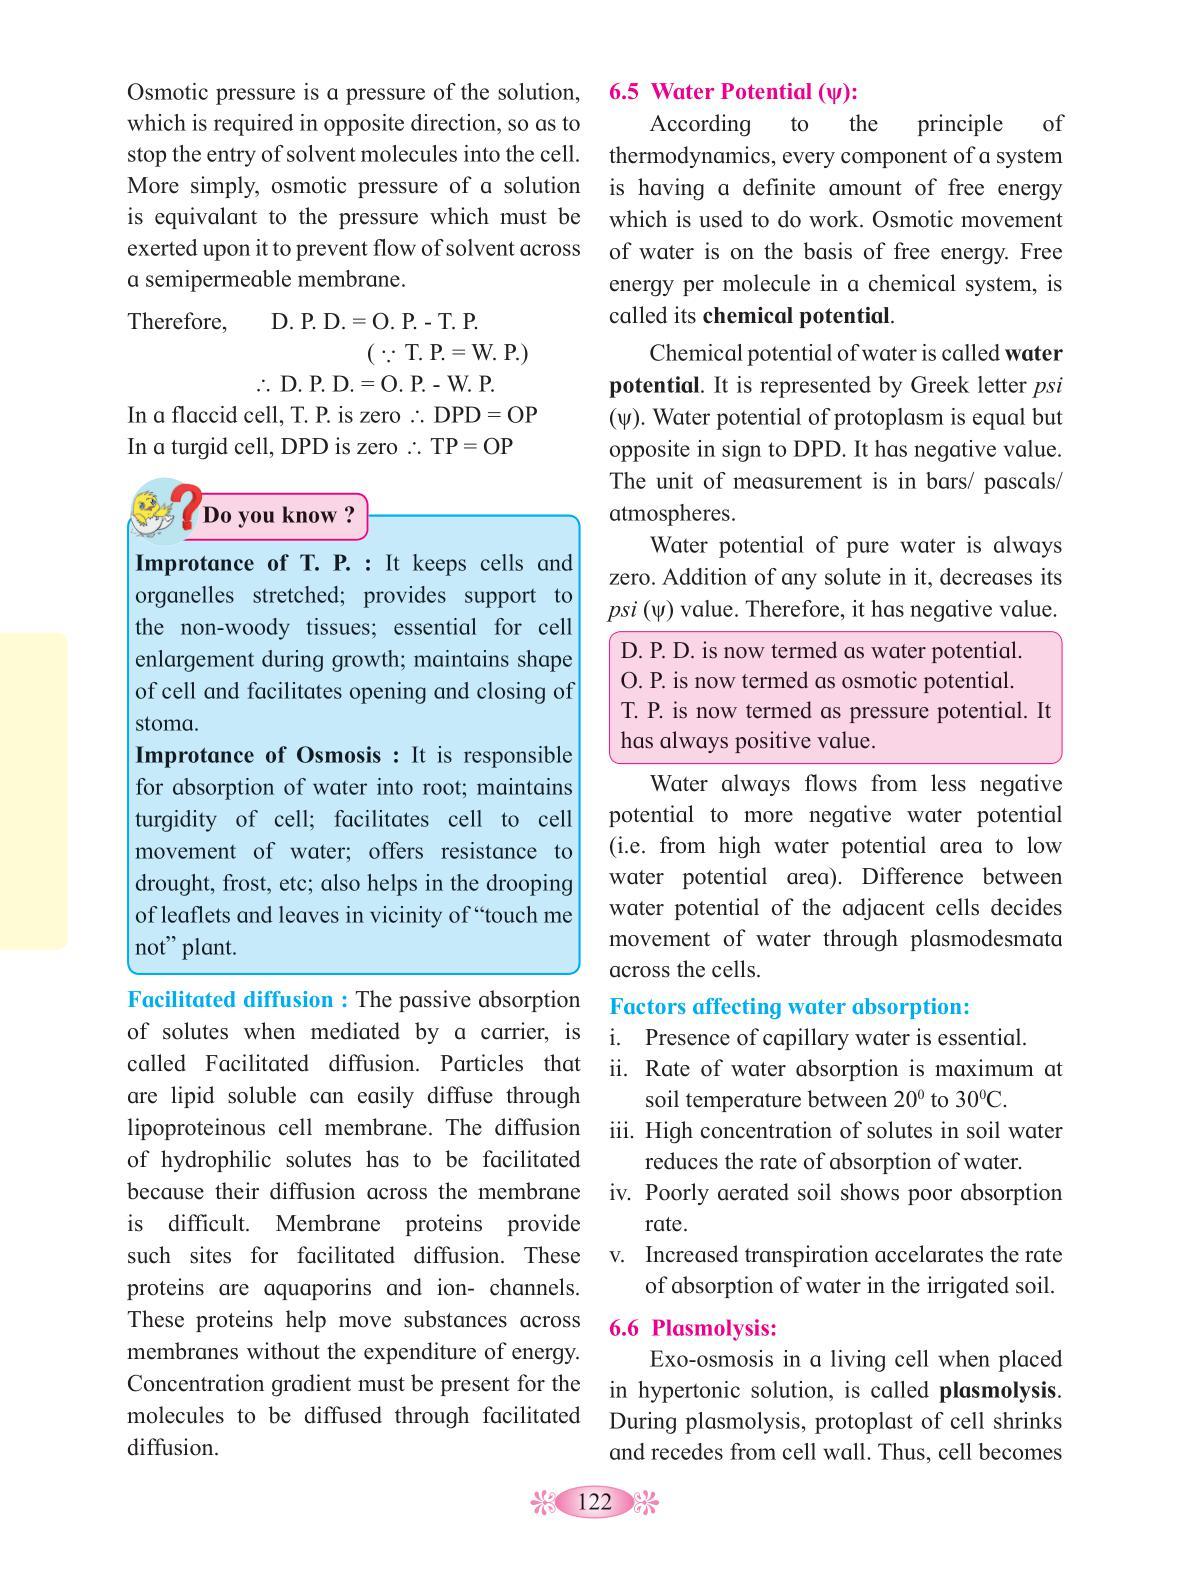 Osmotic pressure is a pressure of the solution,
which is required in opposite direction, so as to
stop the entry of solvent molecules into the cell.
More simply, osmotic pressure of a solution
is equivalant to the pressure which must be
exerted upon it to prevent flow of solvent across
a semipermeable membrane.
Therefore, D. P. D. = O. P. - T. P.
( ∵ T. P. = W. P.)
∴ D. P. D. = O. P. - W. P.
In a flaccid cell, T. P. is zero ∴ DPD = OP
In a turgid cell, DPD is zero ∴ TP = OP
Do you know ?
Improtance of T. P. : It keeps cells and
organelles stretched; provides support to
the non-woody tissues; essential for cell
enlargement during growth; maintains shape
of cell and facilitates opening and closing of
stoma.
Improtance of Osmosis : It is responsible
for absorption of water into root; maintains
turgidity of cell; facilitates cell to cell
movement of water; offers resistance to
drought, frost, etc; also helps in the drooping
of leaflets and leaves in vicinity of “touch me
not” plant.
Facilitated diffusion : The passive absorption
of solutes when mediated by a carrier, is
called Facilitated diffusion. Particles that
are lipid soluble can easily diffuse through
lipoproteinous cell membrane. The diffusion
of hydrophilic solutes has to be facilitated
because their diffusion across the membrane
is difficult. Membrane proteins provide
such sites for facilitated diffusion. These
proteins are aquaporins and ion- channels.
These proteins help move substances across
membranes without the expenditure of energy.
Concentration gradient must be present for the
molecules to be diffused through facilitated
diffusion.
6.5 Water Potential (ψ):
According to the principle of
thermodynamics, every component of a system
is having a definite amount of free energy
which is used to do work. Osmotic movement
of water is on the basis of free energy. Free
energy per molecule in a chemical system, is
called its chemical potential.
Chemical potential of water is called water
potential. It is represented by Greek letter psi
(ψ). Water potential of protoplasm is equal but
opposite in sign to DPD. It has negative value.
The unit of measurement is in bars/ pascals/
atmospheres.
Water potential of pure water is always
zero. Addition of any solute in it, decreases its
psi (ψ) value. Therefore, it has negative value.
D. P. D. is now termed as water potential.
O. P. is now termed as osmotic potential.
T. P. is now termed as pressure potential. It
has always positive value.
Water always flows from less negative
potential to more negative water potential
(i.e. from high water potential area to low
water potential area). Difference between
water potential of the adjacent cells decides
movement of water through plasmodesmata
across the cells.
Factors affecting water absorption:
i. Presence of capillary water is essential.
ii. Rate of water absorption is maximum at
soil temperature between 20⁰ to 30⁰C.
iii. High concentration of solutes in soil water
reduces the rate of absorption of water.
iv. Poorly aerated soil shows poor absorption
rate.
v. Increased transpiration accelarates the rate
of absorption of water in the irrigated soil.
6.6 Plasmolysis:
Exo-osmosis in a living cell when placed
in hypertonic solution, is called plasmolysis.
During plasmolysis, protoplast of cell shrinks
and recedes from cell wall. Thus, cell becomes
122